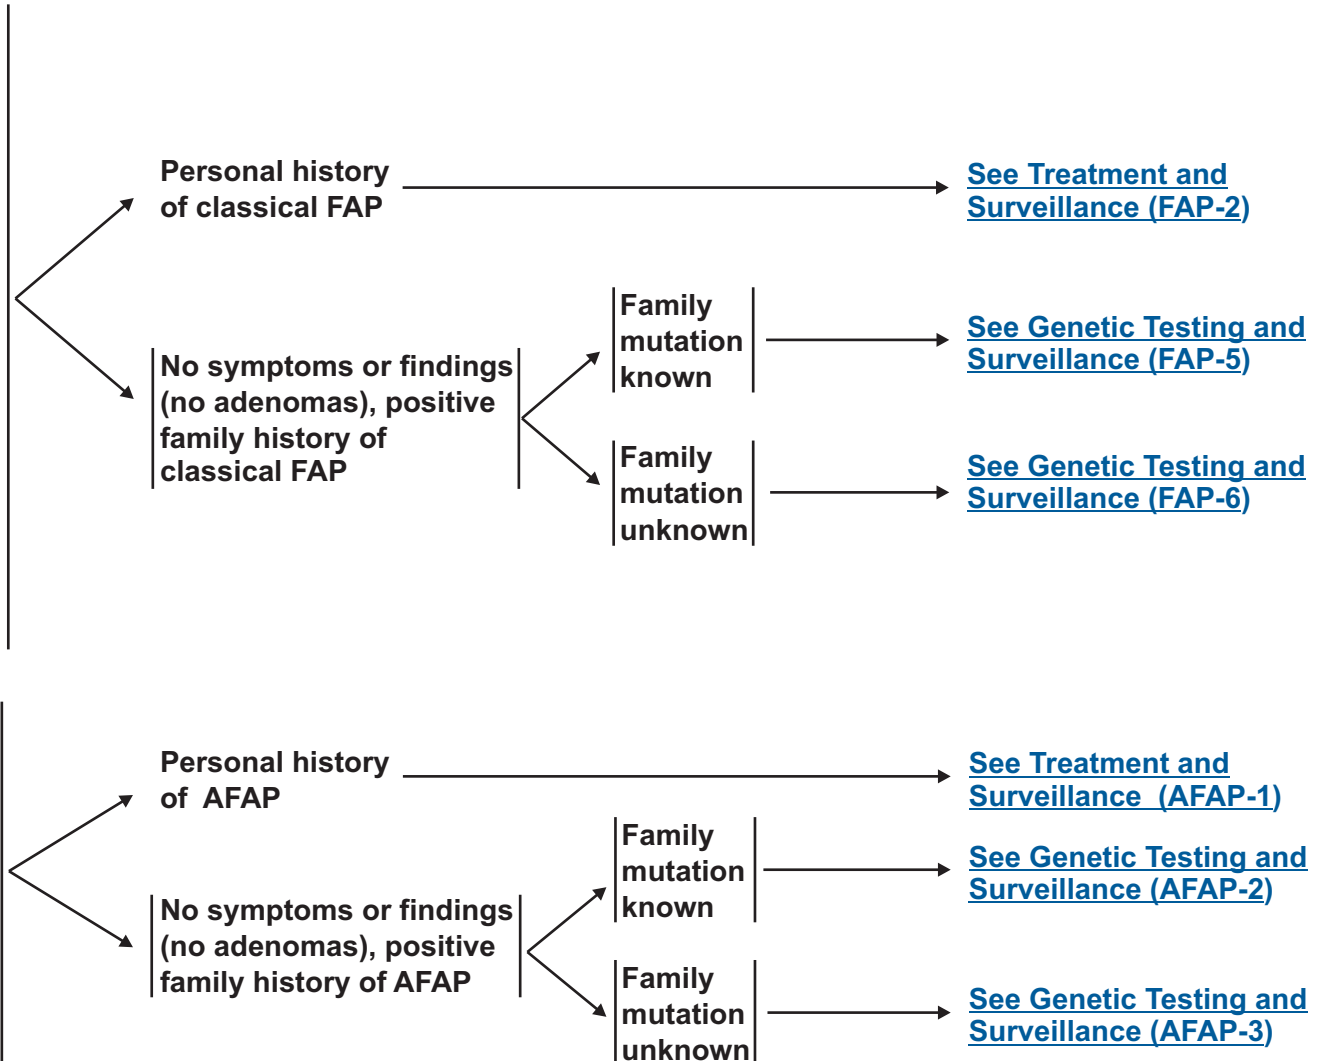 Personal history
of classical FAP
See Treatment and
Surveillance (FAP-2)
No symptoms or findings
(no adenomas), positive
family history of
classical FAP
Family
mutation
known
See Genetic Testing and
Surveillance (FAP-5)
Family
mutation
unknown
See Genetic Testing and
Surveillance (FAP-6)
Personal history
of AFAP
See Treatment and
Surveillance (AFAP-1)
No symptoms or findings
(no adenomas), positive
family history of AFAP
Family
mutation
known
See Genetic Testing and
Surveillance (AFAP-2)
Family
mutation
unknown
See Genetic Testing and
Surveillance (AFAP-3)